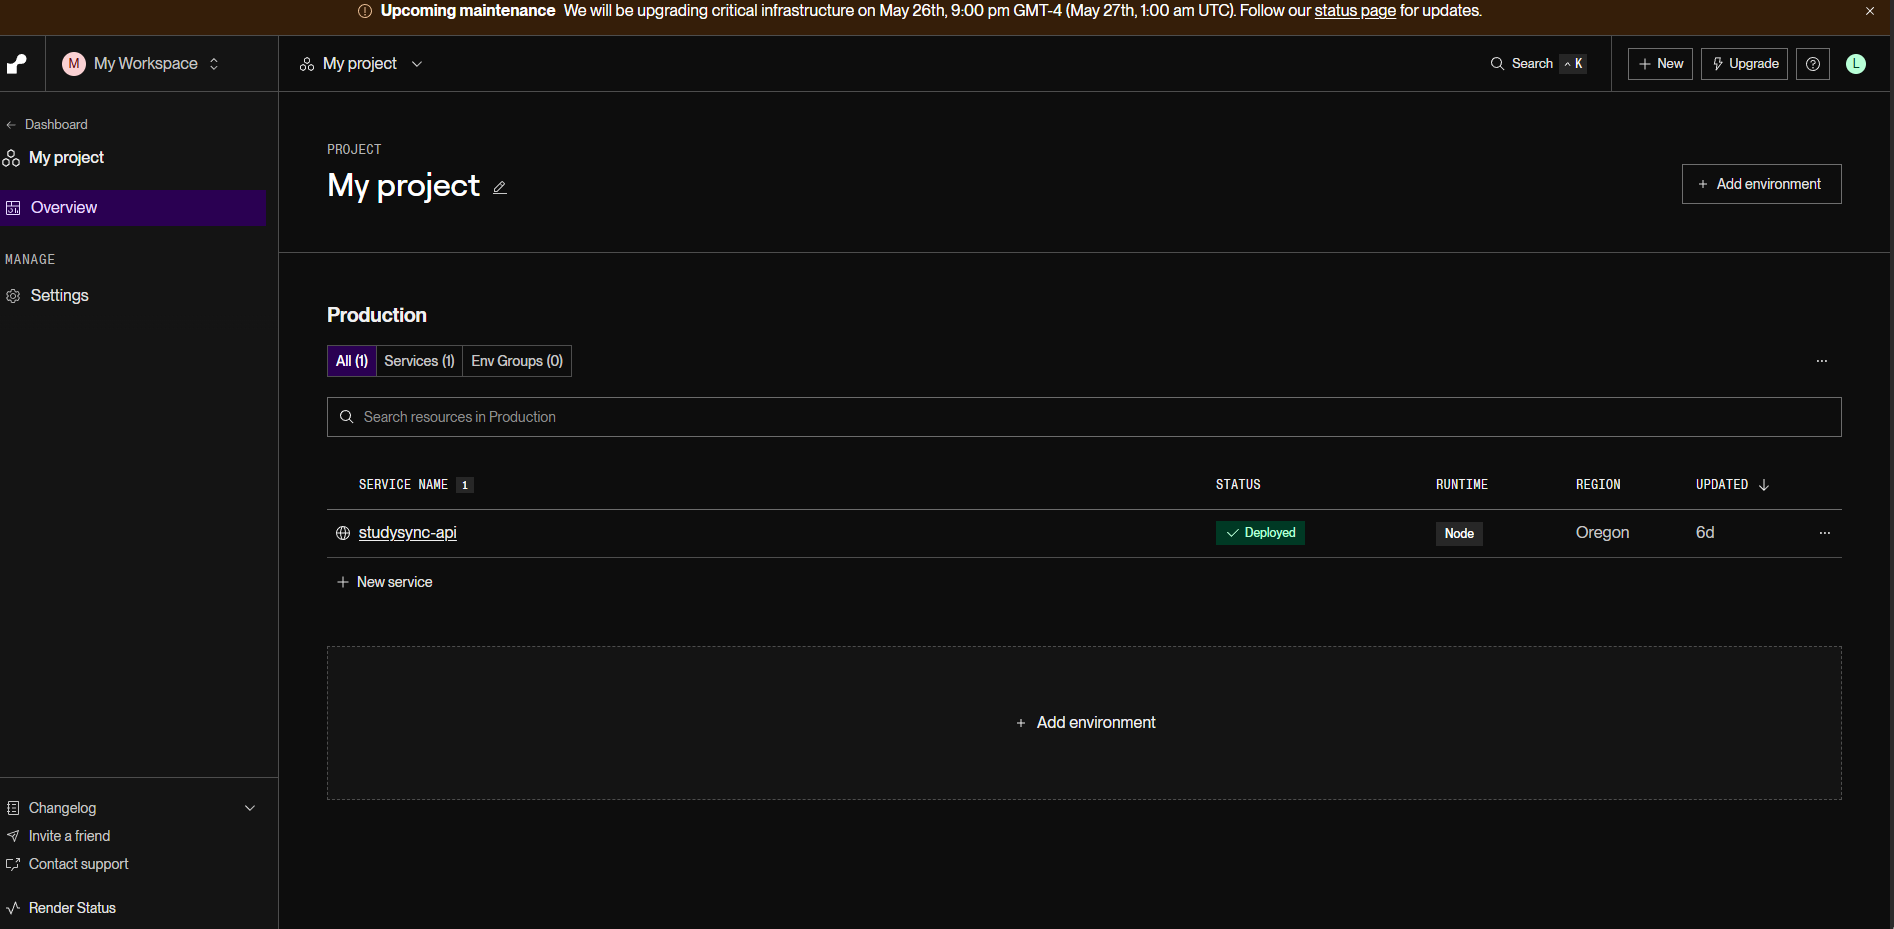 Upcoming maintenance We will be upgrading critical infrastructure on May 26th, 9:00 pm GMT-4 (May 27th, 1:00 am UTC). Follow our status page for updates.
M My Workspace
My project
Search ^ K
+ New
Upgrade
L
← Dashboard
My project
Overview
MANAGE
Settings
PROJECT
My project
+ Add environment
Production
All (1) Services (1) Env Groups (0)
Search resources in Production
SERVICE NAME 1 STATUS RUNTIME REGION UPDATED ↓
studysync-api Deployed Node Oregon 6d
+ New service
+ Add environment
Changelog
Invite a friend
Contact support
Render Status